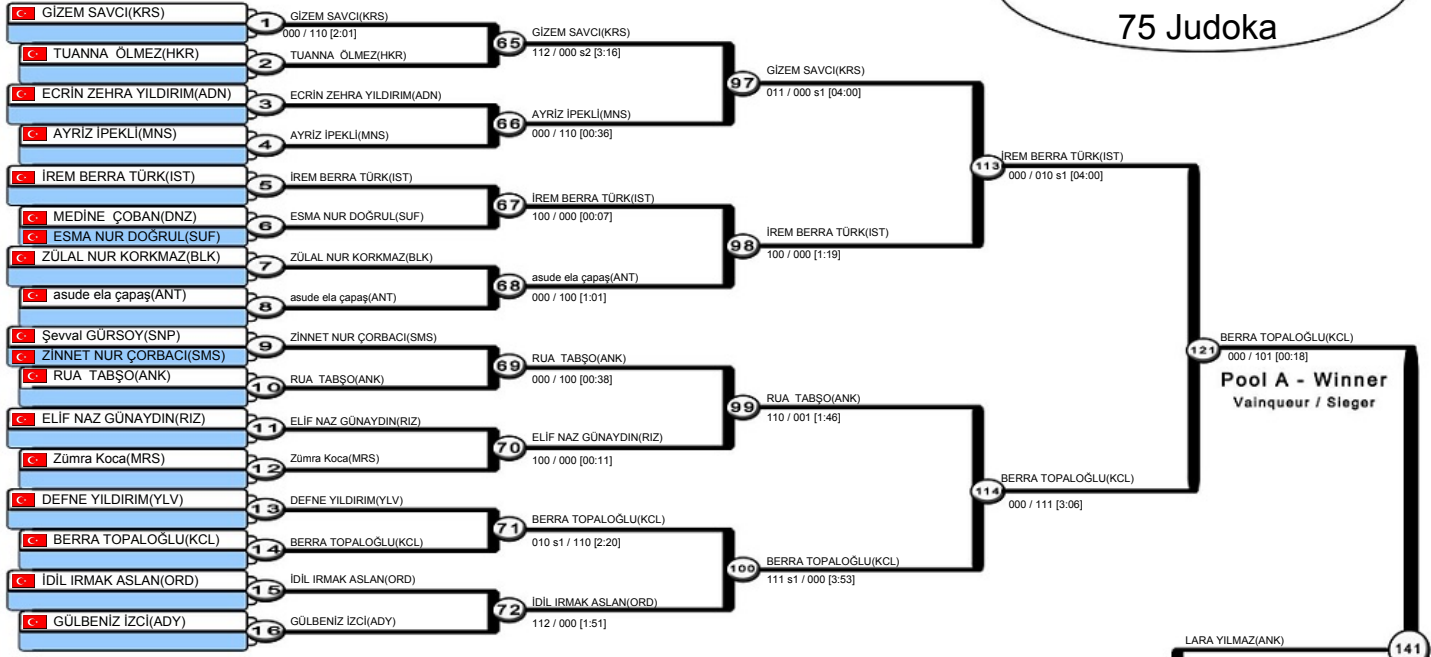 75 Judoka
GİZEM SAVCI(KRS)
TUANNA ÖLMEZ(HKR)
ECRİN ZEHRA YILDIRIM(ADN)
AYRİZ İPEKLİ(MNS)
İREM BERRA TÜRK(IST)
MEDİNE ÇOBAN(DNZ)
ESMA NUR DOĞRUL(SUF)
ZÜLAL NUR KORKMAZ(BLK)
asude ela çapaş(ANT)
Şevval GÜRSOY(SNP)
ZİNNET NUR ÇORBACI(SMS)
RUA TABŞO(ANK)
ELİF NAZ GÜNAYDIN(RIZ)
Zümra Koca(MRS)
DEFNE YILDIRIM(YLV)
BERRA TOPALOĞLU(KCL)
İDİL IRMAK ASLAN(ORD)
GÜLBENİZ İZCİ(ADY)
1 GİZEM SAVCI(KRS)
000 / 110 [2:01]
2 TUANNA ÖLMEZ(HKR)
3 ECRİN ZEHRA YILDIRIM(ADN)
4 AYRİZ İPEKLİ(MNS)
5 İREM BERRA TÜRK(IST)
6 ESMA NUR DOĞRUL(SUF)
7 ZÜLAL NUR KORKMAZ(BLK)
8 asude ela çapaş(ANT)
9 ZİNNET NUR ÇORBACI(SMS)
10 RUA TABŞO(ANK)
11 ELİF NAZ GÜNAYDIN(RIZ)
12 Zümra Koca(MRS)
13 DEFNE YILDIRIM(YLV)
14 BERRA TOPALOĞLU(KCL)
15 İDİL IRMAK ASLAN(ORD)
16 GÜLBENİZ İZCİ(ADY)
65 GİZEM SAVCI(KRS)
112 / 000 s2 [3:16]
66 AYRİZ İPEKLİ(MNS)
000 / 110 [00:36]
67 İREM BERRA TÜRK(IST)
100 / 000 [00:07]
68 asude ela çapaş(ANT)
000 / 100 [1:01]
69 RUA TABŞO(ANK)
000 / 100 [00:38]
70 ELİF NAZ GÜNAYDIN(RIZ)
100 / 000 [00:11]
71 BERRA TOPALOĞLU(KCL)
010 s1 / 110 [2:20]
72 İDİL IRMAK ASLAN(ORD)
112 / 000 [1:51]
97 GİZEM SAVCI(KRS)
011 / 000 s1 [04:00]
98 İREM BERRA TÜRK(IST)
100 / 000 [1:19]
99 RUA TABŞO(ANK)
110 / 001 [1:46]
100 BERRA TOPALOĞLU(KCL)
111 s1 / 000 [3:53]
113 İREM BERRA TÜRK(IST)
000 / 010 s1 [04:00]
114 BERRA TOPALOĞLU(KCL)
000 / 111 [3:06]
121 BERRA TOPALOĞLU(KCL)
000 / 101 [00:18]
Pool A - Winner
Vainqueur / Sieger
LARA YILMAZ(ANK)
141